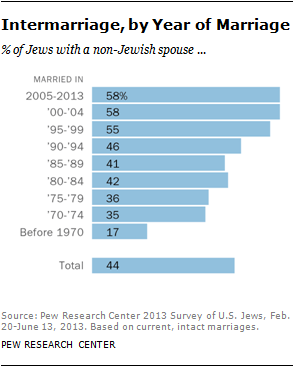 Intermarriage, by Year of Marriage
% of Jews with a non-Jewish spouse ...
MARRIED IN
2005-2013 58%
'00-'04 58
'95-'99 55
'90-'94 46
'85-'89 41
'80-'84 42
'75-'79 36
'70-'74 35
Before 1970 17
Total 44
Source: Pew Research Center 2013 Survey of U.S. Jews, Feb.
20-June 13, 2013. Based on current, intact marriages.
PEW RESEARCH CENTER